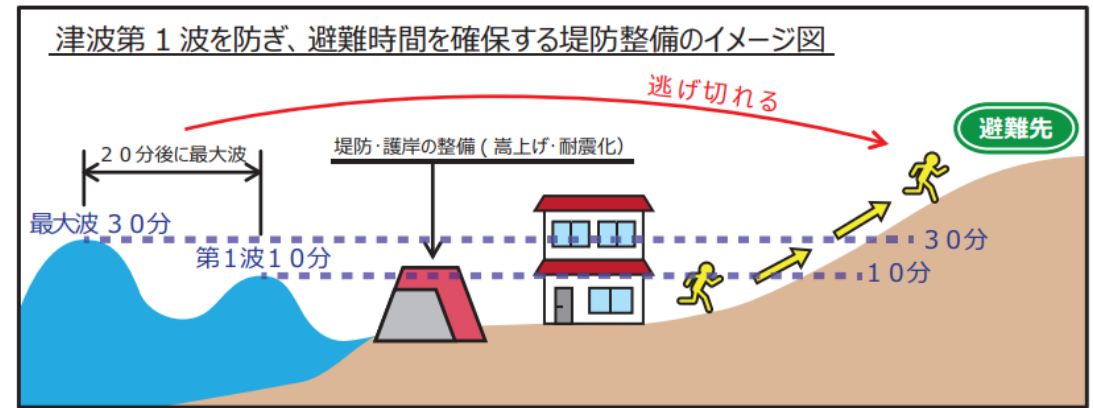 津波第１波を防ぎ、避難時間を確保する堤防整備のイメージ図
逃げ切れる
避難先
２０分後に最大波
堤防･護岸の整備 ( 嵩上げ･耐震化）
最大波３０分
３０分
第1波1０分
1０分